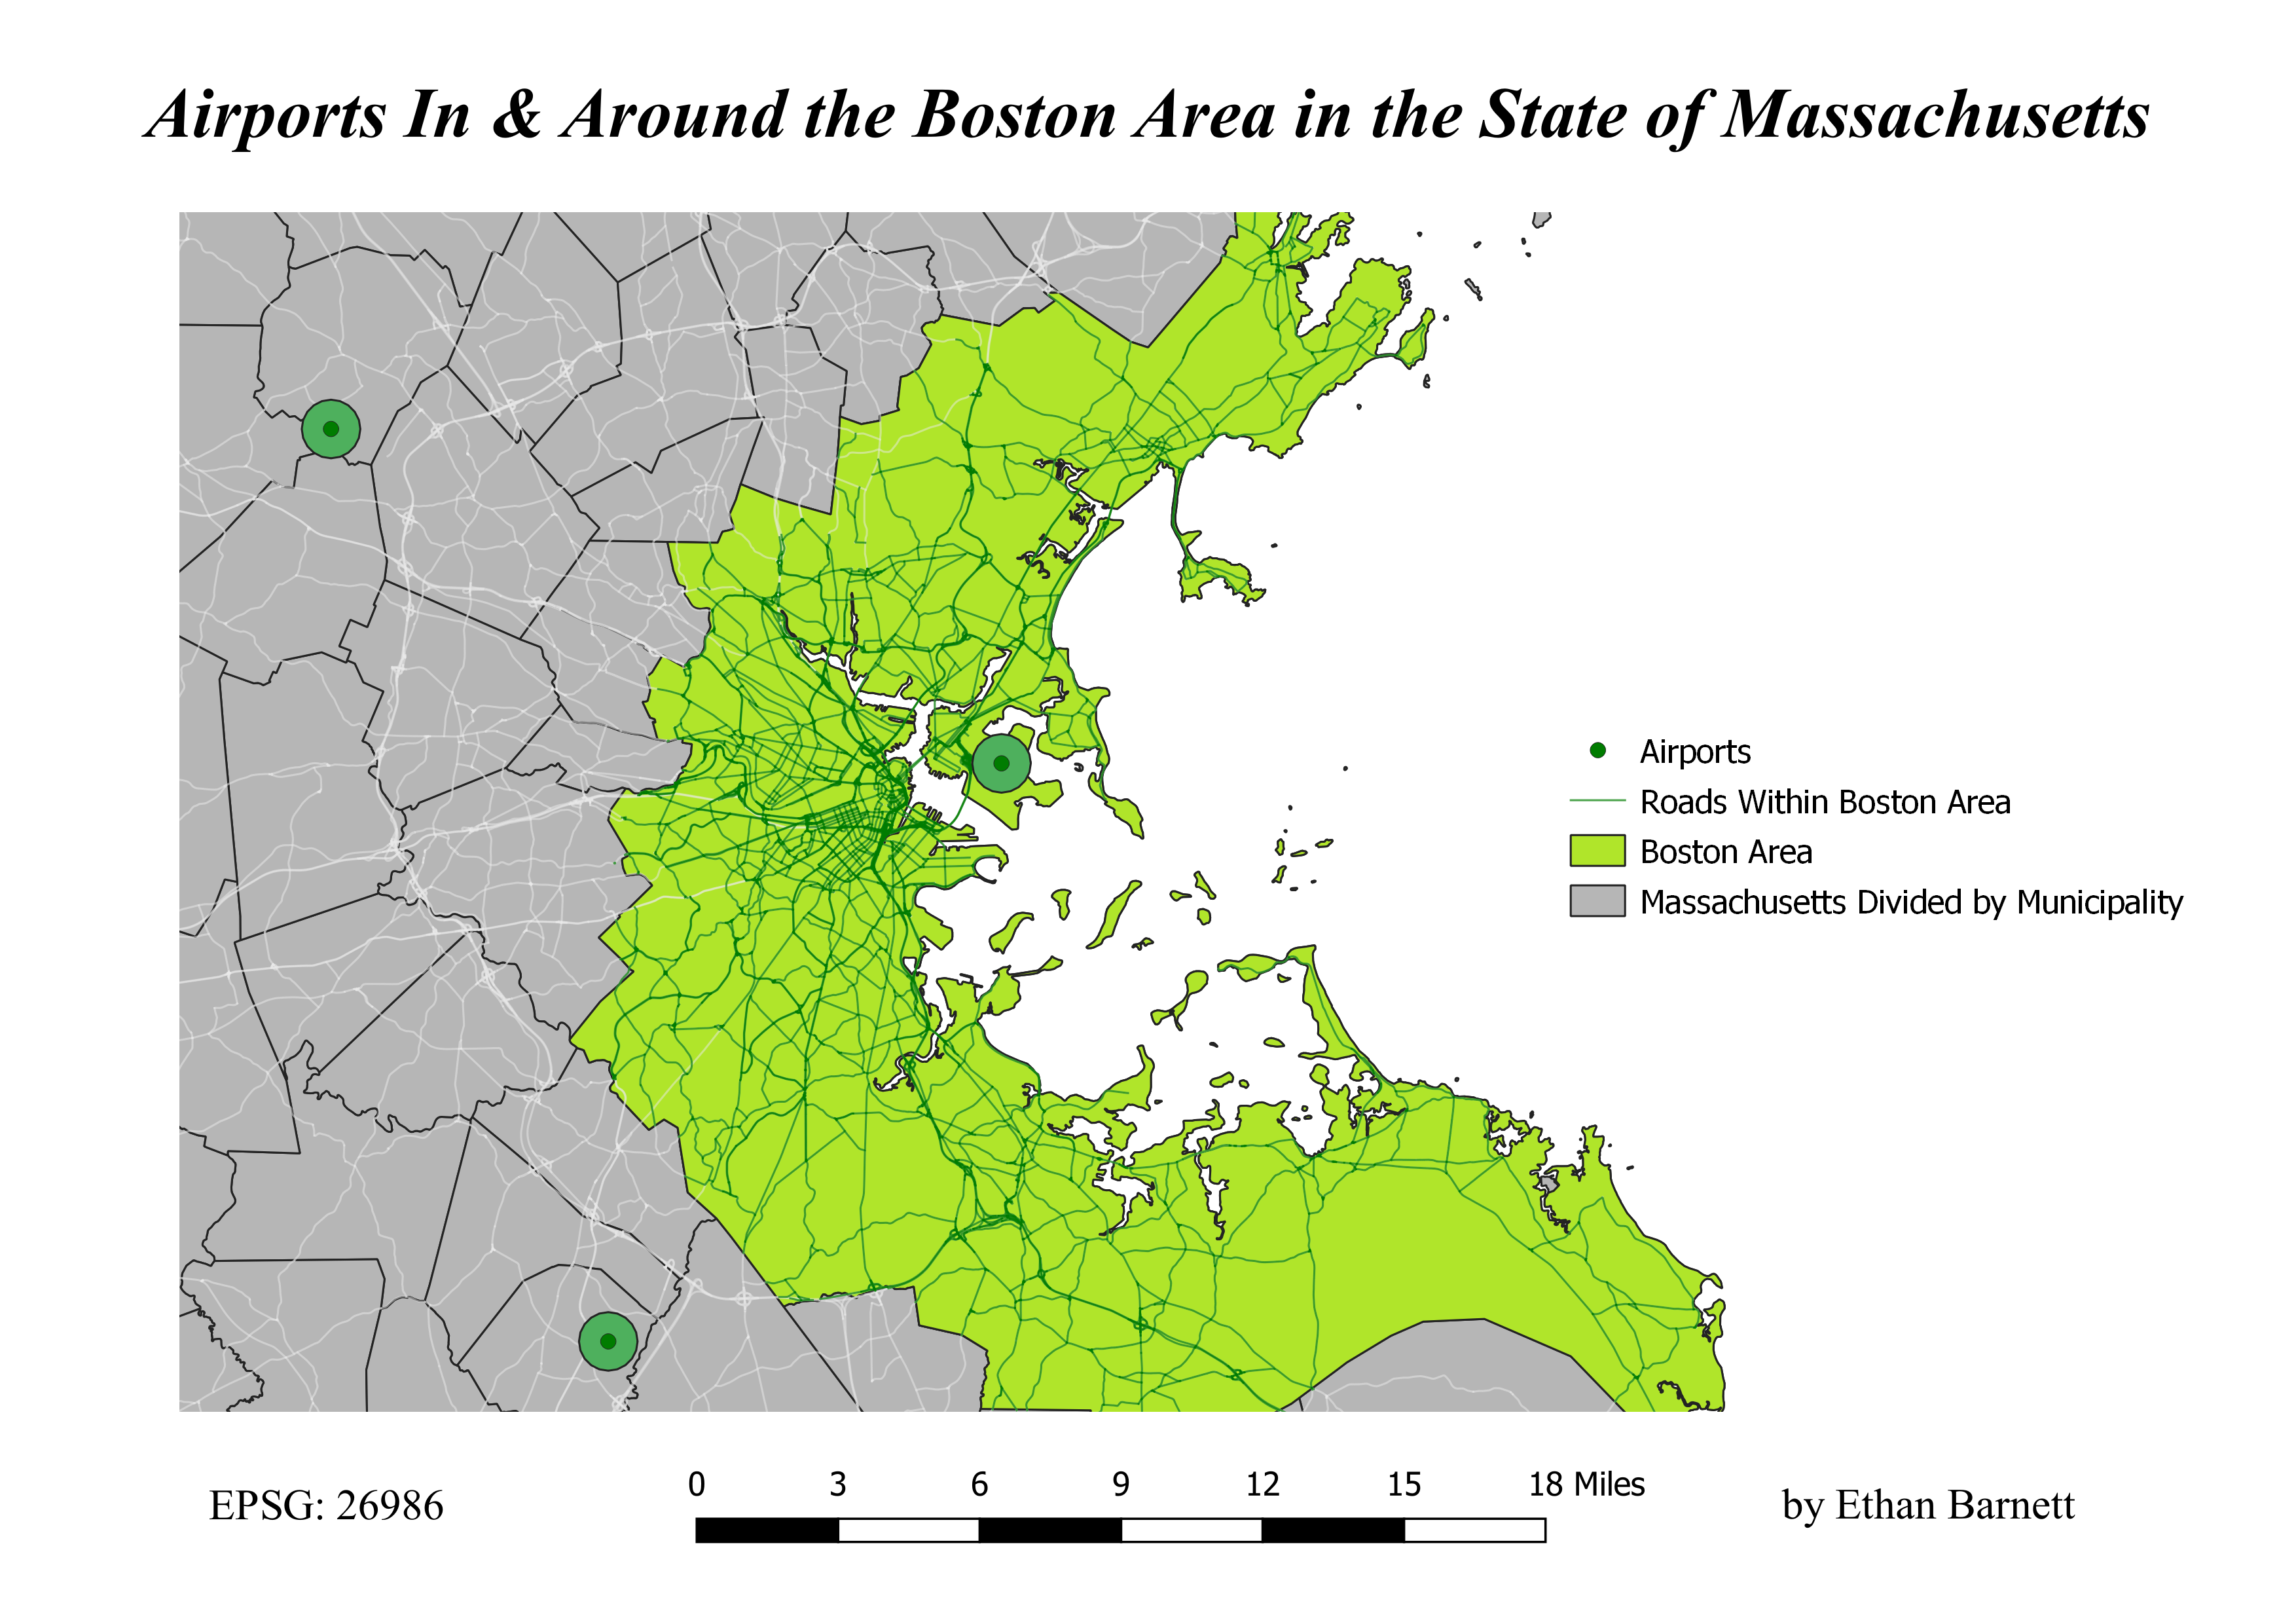 Airports In & Around the Boston Area in the State of Massachusetts
Airports
Roads Within Boston Area
Boston Area
Massachusetts Divided by Municipality
0 3 6 9 12 15 18 Miles
EPSG: 26986
by Ethan Barnett